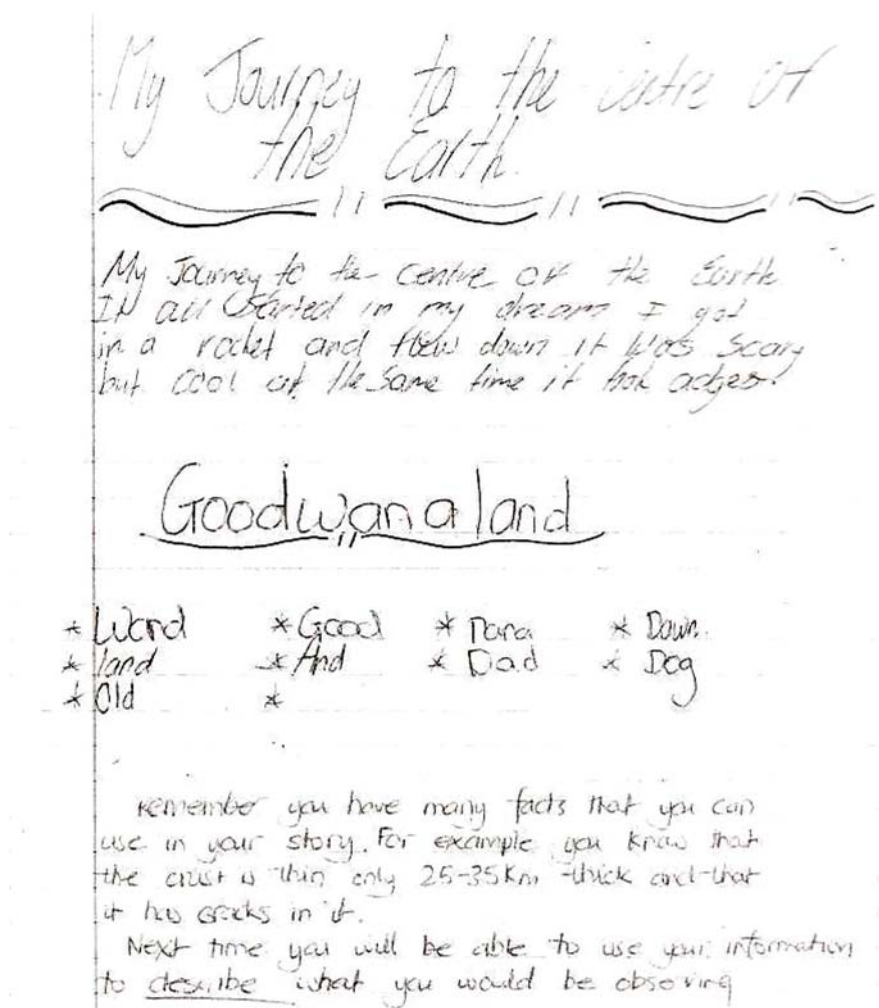 My Journey to the centre of
the Earth.
My Journey to the centre of the Earth
It all started in my dream I got
in a rocket and flew down it was scary
but cool at the same time it took adges.
Goodwanaland
* Word * Good * * Down.
* land * And * Dad * Dog
* Old *
Remember you have many facts that you can
use in your story. For example you know that
the crust is thin only 25-35km thick and that
it has cracks in it.
Next time you will be able to use your information
to describe what you would be observing